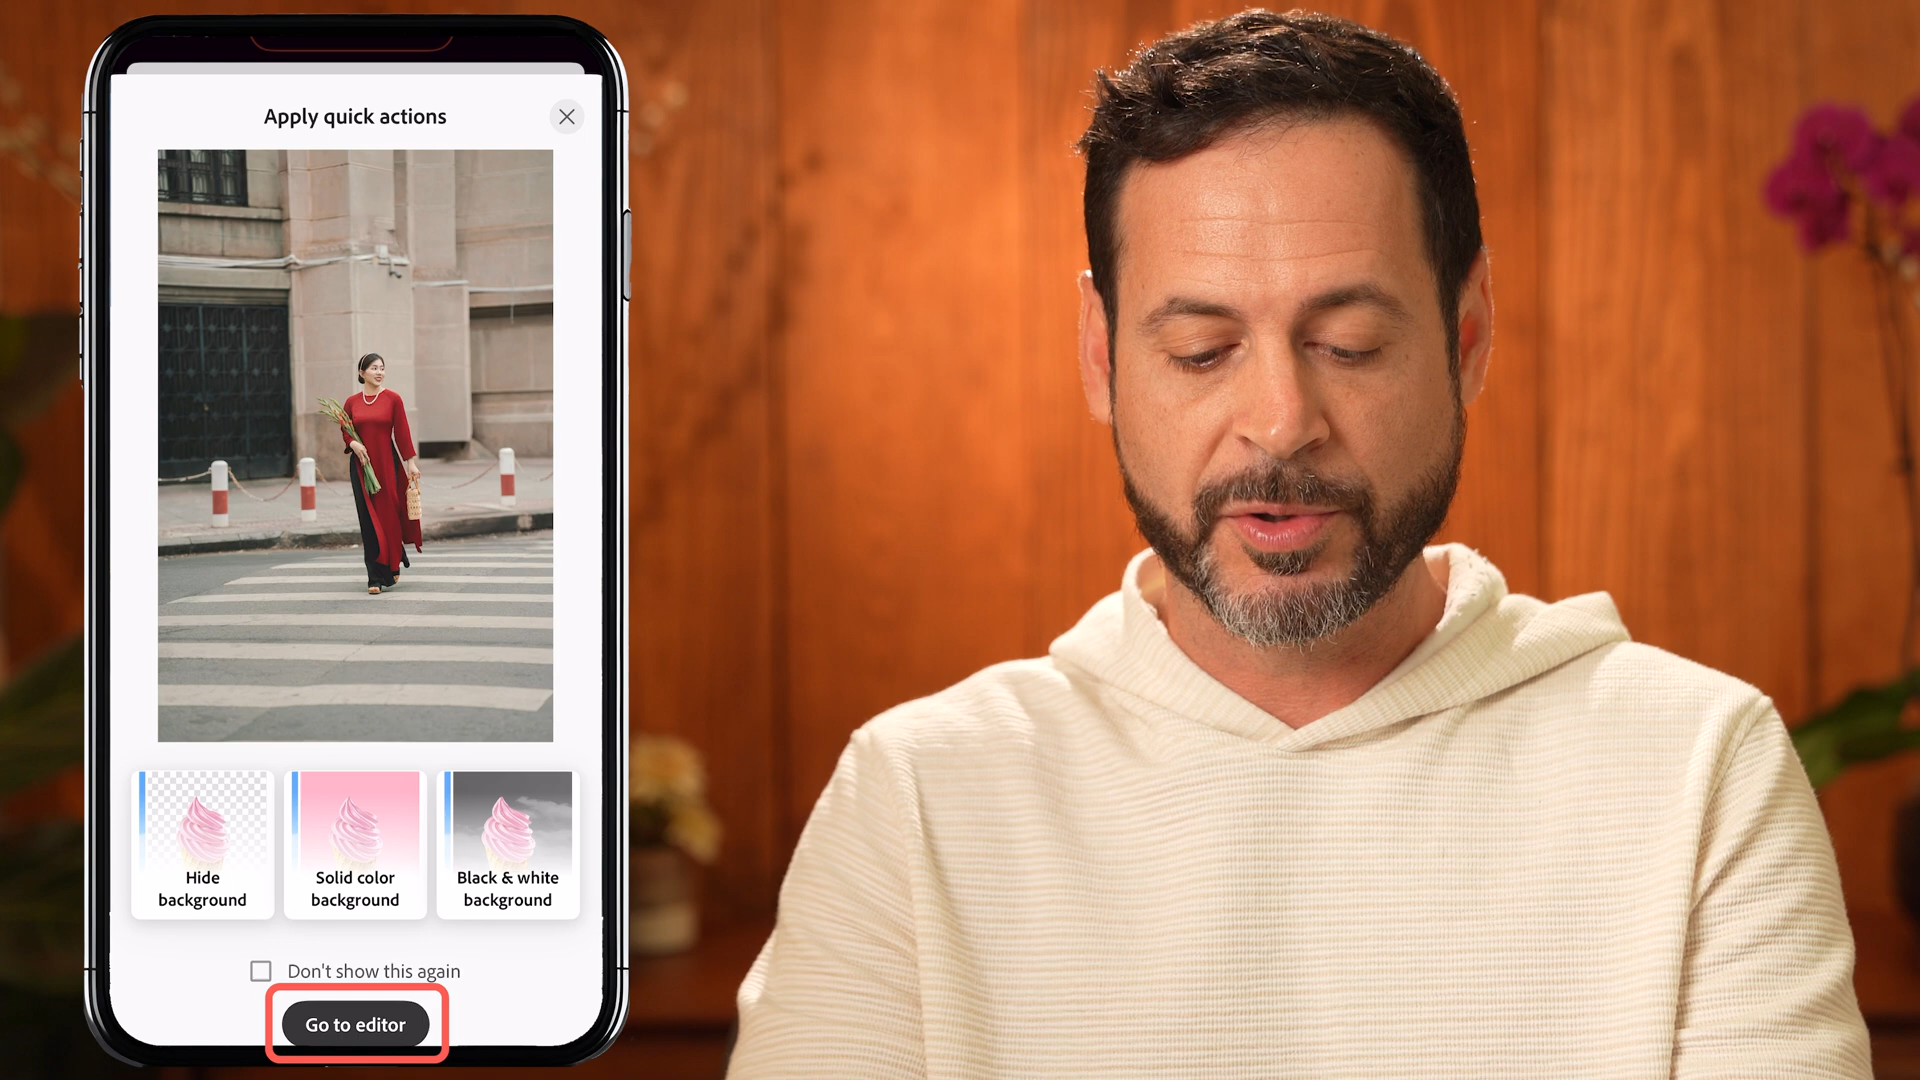 Apply quick actions
Hide
background
Solid color
background
Black & white
background
Don't show this again
Go to editor